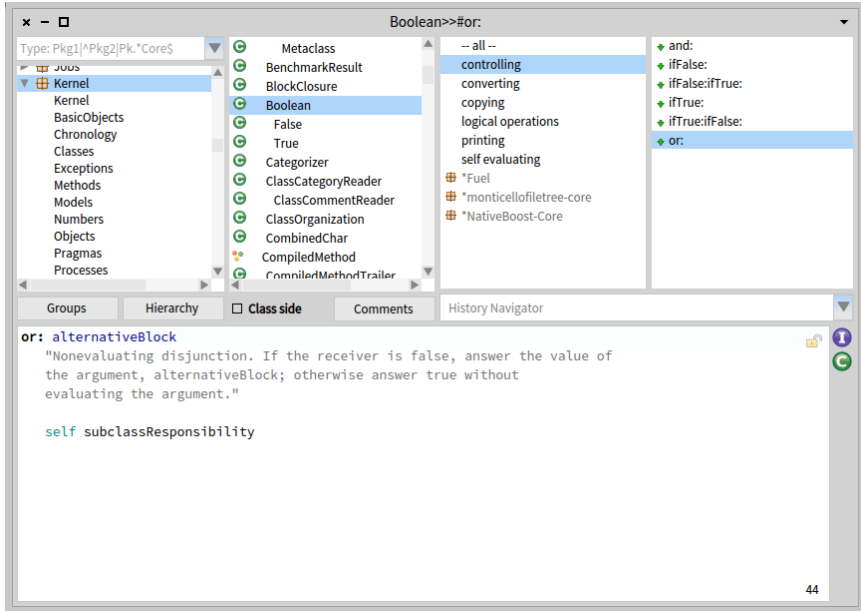 Boolean>>#or:
Type: Pkg1|^Pkg2|Pk.*Core$
Jobs
Kernel
Kernel
BasicObjects
Chronology
Classes
Exceptions
Methods
Models
Numbers
Objects
Pragmas
Processes
Metaclass
BenchmarkResult
BlockClosure
Boolean
False
True
Categorizer
ClassCategoryReader
ClassCommentReader
ClassOrganization
CombinedChar
CompiledMethod
CompiledMethodTrailer
-- all --
controlling
converting
copying
logical operations
printing
self evaluating
*Fuel
*monticellofiletree-core
*NativeBoost-Core
and:
ifFalse:
ifFalse:ifTrue:
ifTrue:
ifTrue:ifFalse:
or:
Groups
Hierarchy
Class side
Comments
History Navigator
or: alternativeBlock
"Nonevaluating disjunction. If the receiver is false, answer the value of
the argument, alternativeBlock; otherwise answer true without
evaluating the argument."
self subclassResponsibility
I
C
44